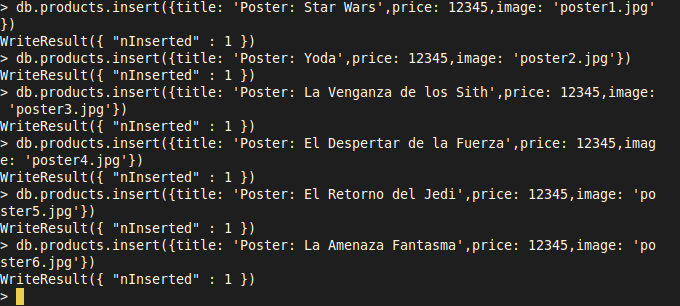 > db.products.insert({title: 'Poster: Star Wars',price: 12345,image: 'poster1.jpg'
})
WriteResult({ "nInserted" : 1 })
> db.products.insert({title: 'Poster: Yoda',price: 12345,image: 'poster2.jpg'})
WriteResult({ "nInserted" : 1 })
> db.products.insert({title: 'Poster: La Venganza de los Sith',price: 12345,image:
 'poster3.jpg'})
WriteResult({ "nInserted" : 1 })
> db.products.insert({title: 'Poster: El Despertar de la Fuerza',price: 12345,imag
e: 'poster4.jpg'})
WriteResult({ "nInserted" : 1 })
> db.products.insert({title: 'Poster: El Retorno del Jedi',price: 12345,image: 'po
ster5.jpg'})
WriteResult({ "nInserted" : 1 })
> db.products.insert({title: 'Poster: La Amenaza Fantasma',price: 12345,image: 'po
ster6.jpg'})
WriteResult({ "nInserted" : 1 })
>